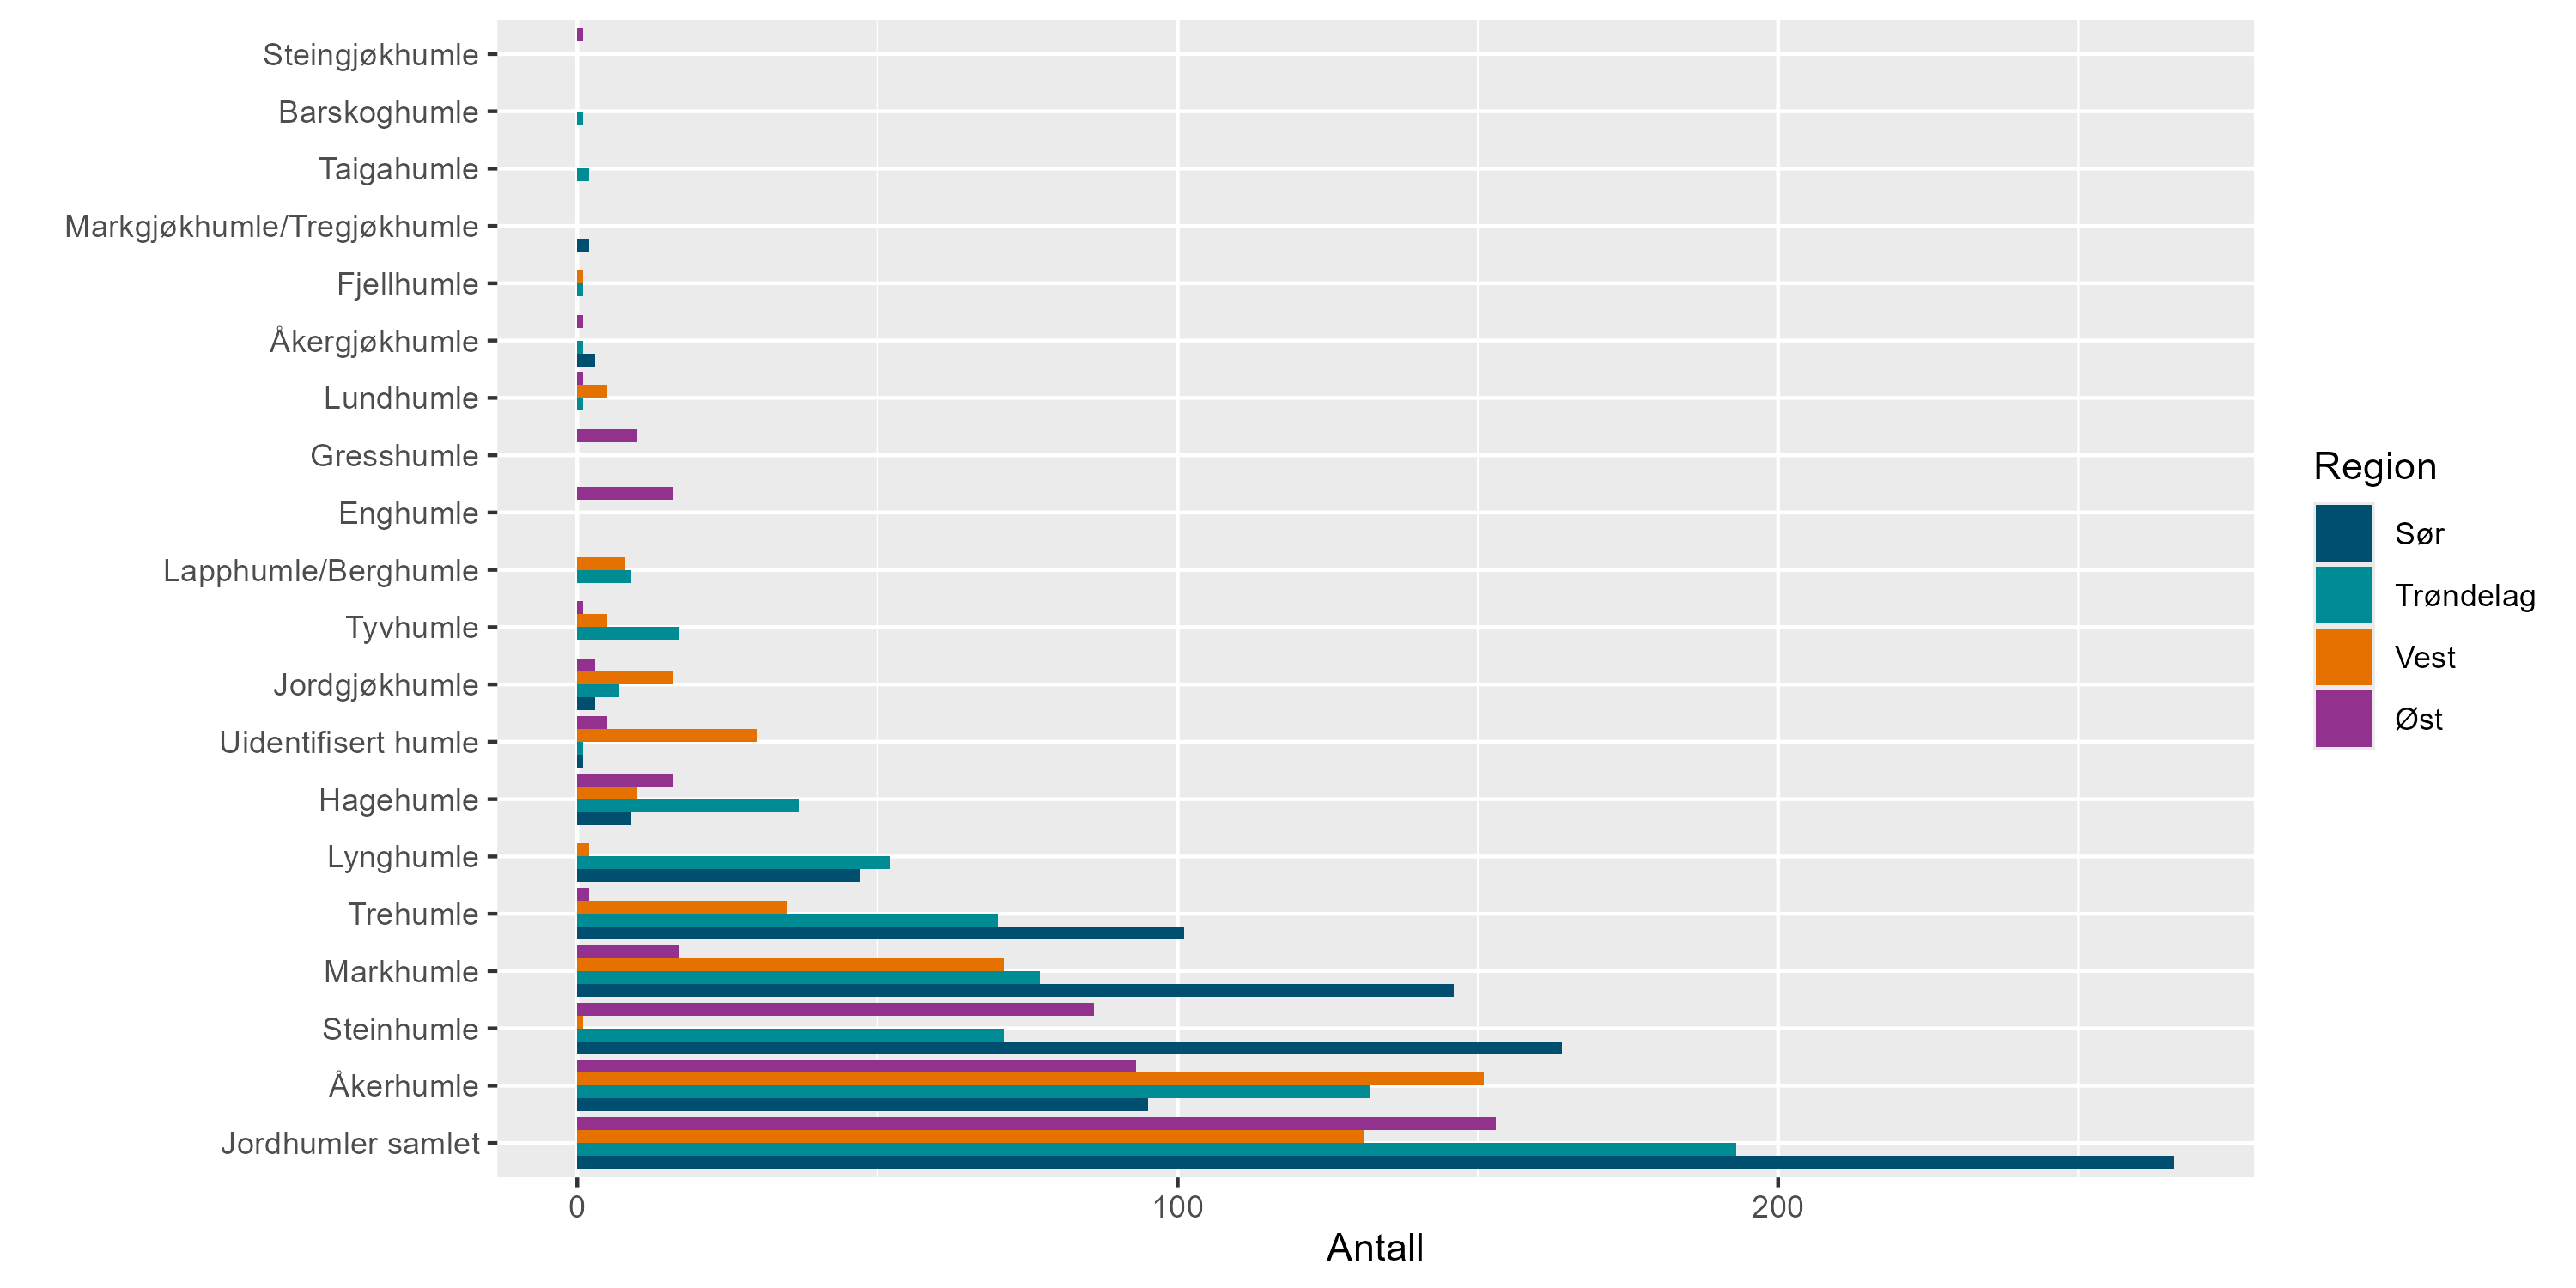 Steingjøkhumle
Barskoghumle
Taigahumle
Markgjøkhumle/Tregjøkhumle
Fjellhumle
Åkergjøkhumle
Lundhumle
Gresshumle
Enghumle
Lapphumle/Berghumle
Tyvhumle
Jordgjøkhumle
Uidentifisert humle
Hagehumle
Lynghumle
Trehumle
Markhumle
Steinhumle
Åkerhumle
Jordhumler samlet
0 100 200
Antall
Region
Sør
Trøndelag
Vest
Øst